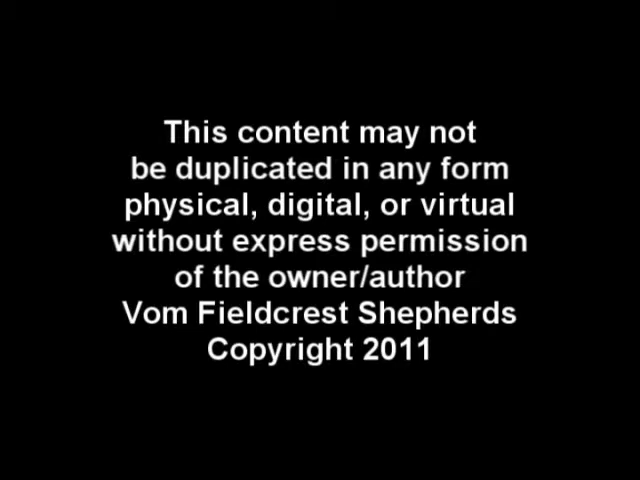 This content may not
be duplicated in any form
physical, digital, or virtual
without express permission
of the owner/author
Vom Fieldcrest Shepherds
Copyright 2011